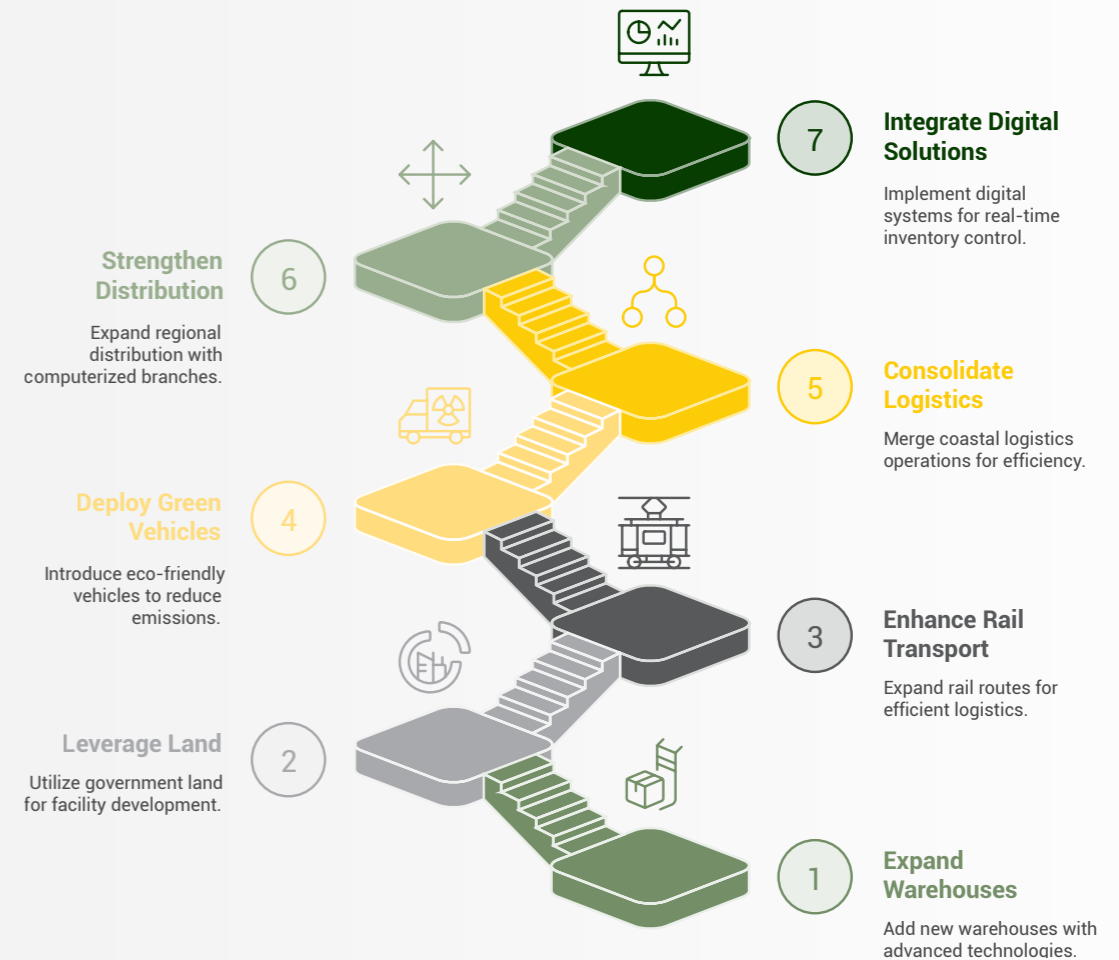 7
Integrate Digital
Solutions
Implement digital
systems for real-time
inventory control.
Strengthen
Distribution
6
Expand regional
distribution with
computerized branches.
5
Consolidate
Logistics
Merge coastal logistics
operations for efficiency.
Deploy Green
Vehicles
4
Introduce eco-friendly
vehicles to reduce
emissions.
3
Enhance Rail
Transport
Expand rail routes for
efficient logistics.
Leverage Land
2
Utilize government land
for facility development.
1
Expand
Warehouses
Add new warehouses with
advanced technologies.